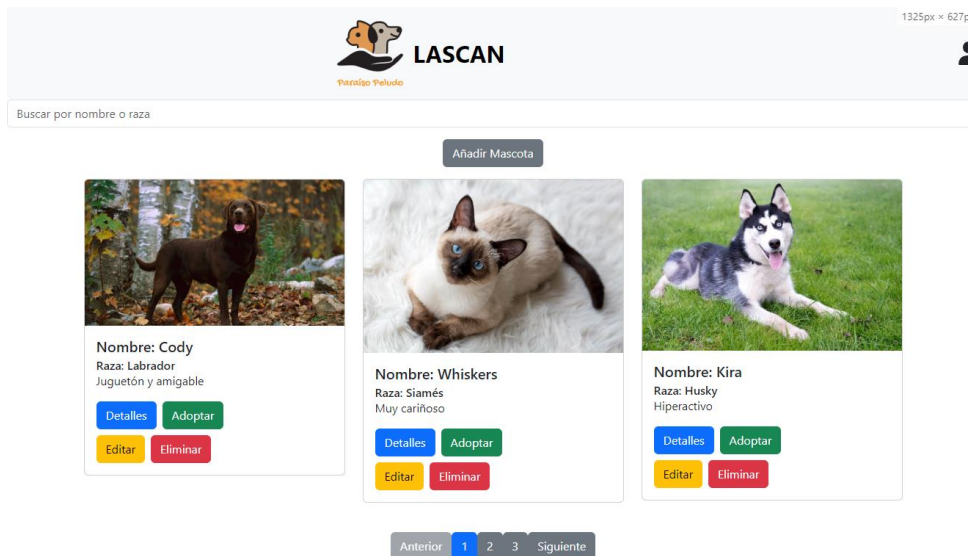 1325px × 627p
LASCAN
Paraíso Peludo
Buscar por nombre o raza
Añadir Mascota
Nombre: Cody
Raza: Labrador
Juguetón y amigable
Detalles Adoptar
Editar Eliminar
Nombre: Whiskers
Raza: Siamés
Muy cariñoso
Detalles Adoptar
Editar Eliminar
Nombre: Kira
Raza: Husky
Hiperactivo
Detalles Adoptar
Editar Eliminar
Anterior 1 2 3 Siguiente